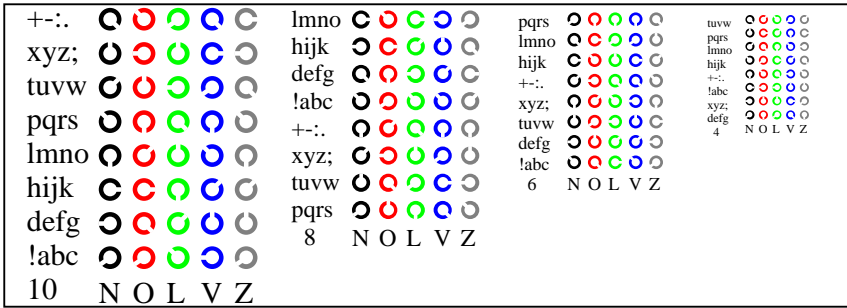 +-:.
xyz;
tuvw
pqrs
lmno
hijk
defg
!abc
10 N O L V Z
lmno
hijk
defg
!abc
+-:.
xyz;
tuvw
pqrs
8 N O L V Z
pqrs
lmno
hijk
+-:.
xyz;
tuvw
defg
!abc
6 N O L V Z
tuvw
pqrs
lmno
hijk
+-:.
!abc
xyz;
defg
4 N O L V Z